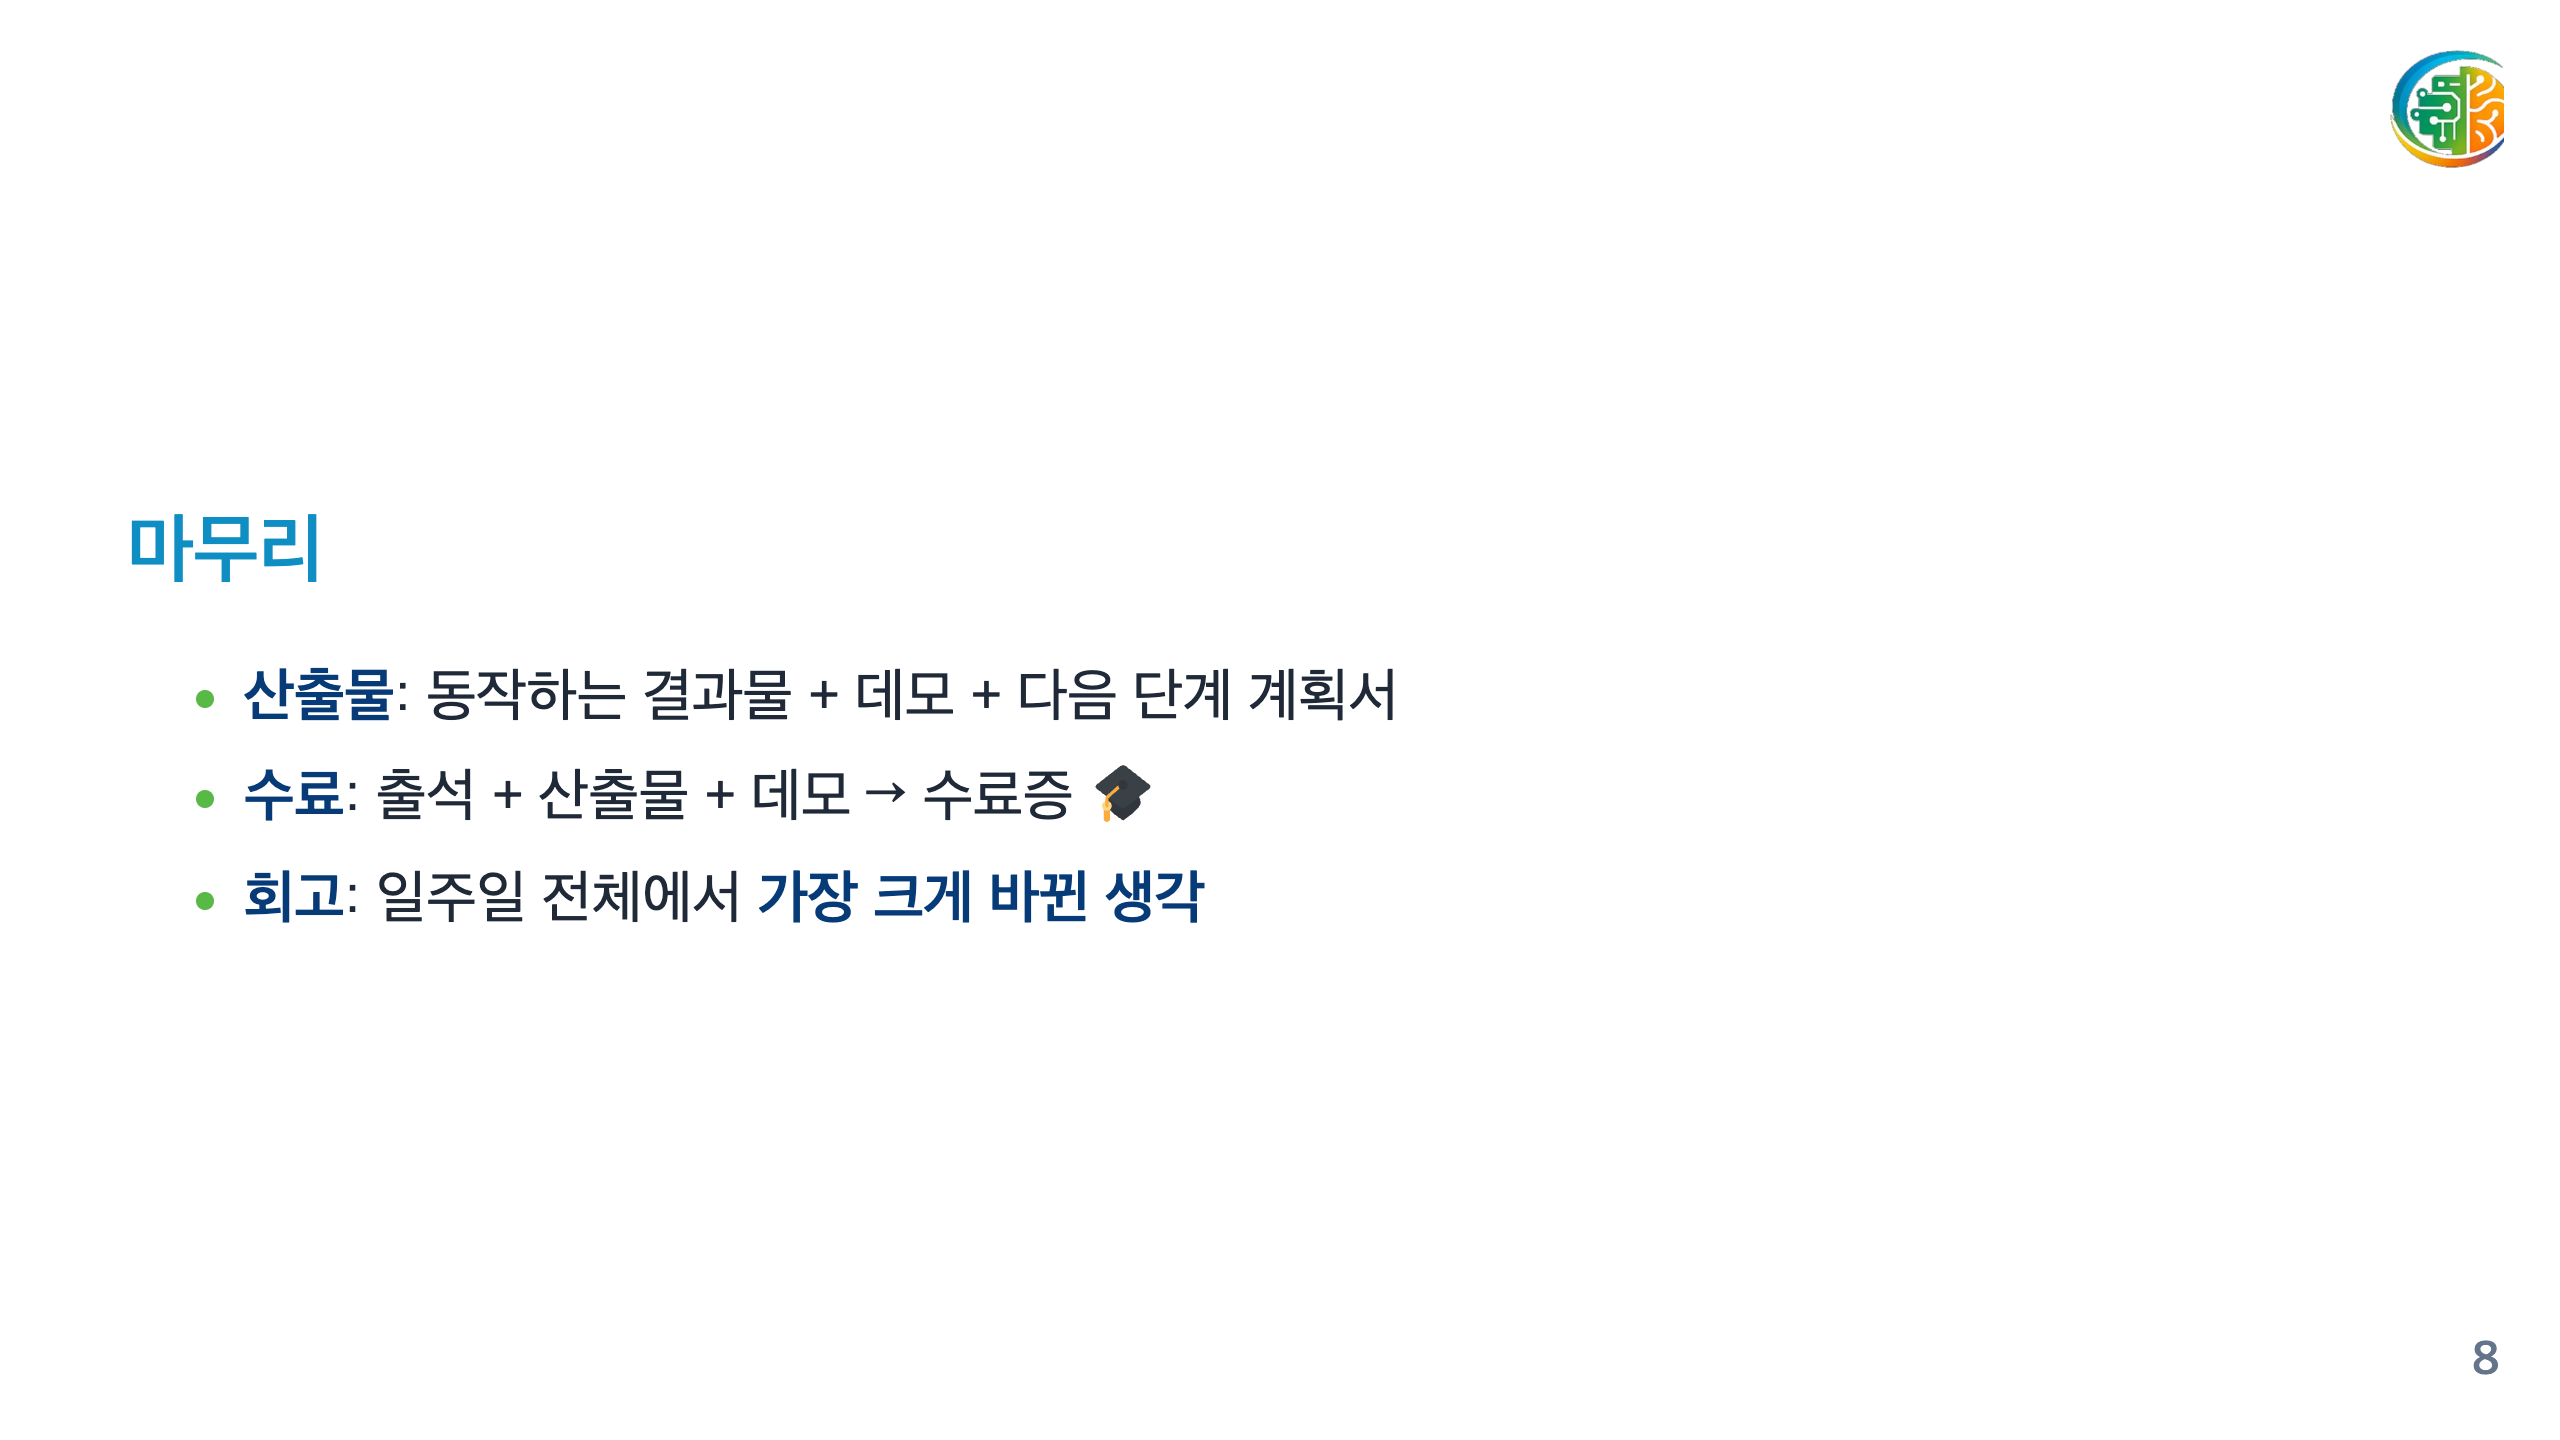 마무리
• 산출물: 동작하는 결과물 + 데모 + 다음 단계 계획서
• 수료: 출석 + 산출물 + 데모 → 수료증 🎓
• 회고: 일주일 전체에서 가장 크게 바뀐 생각
8